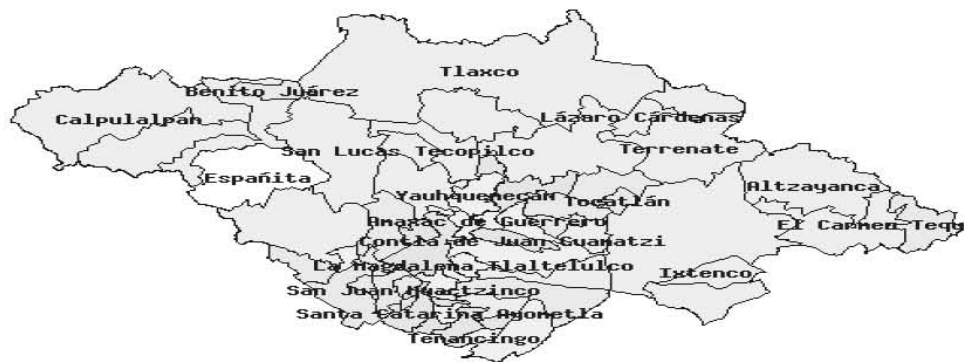 Tlaxco
Benito Juárez
Calpulalpan
Lázaro Cárdenas
San Lucas Tecopilco
Terrenate
Españita
Altzayanca
Yauhquemecan
Tocatlán
Amaxac de Guerrero
El Carmen Tequ
Contla de Juan Cuamatzi
La Magdalena Tlaltelulco
Ixtenco
San Juan Huactzinco
Santa Catarina Ayometla
Tenancingo